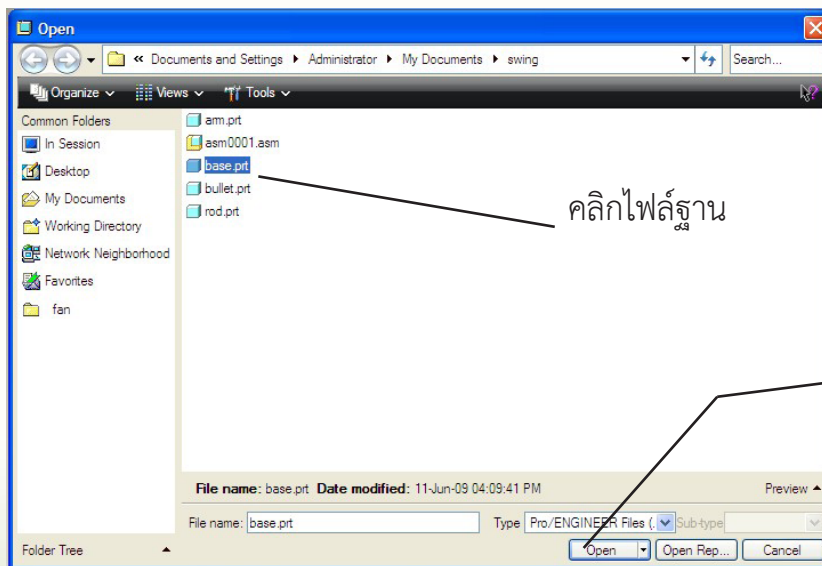 Open
« Documents and Settings Administrator My Documents swing Search...
Organize Views Tools
Common Folders
In Session
Desktop
My Documents
Working Directory
Network Neighborhood
Favorites
fan
arm.prt
asm0001.asm
base.prt
bullet.prt
rod.prt
คลิกไฟล์ฐาน
File name: base.prt Date modified: 11-Jun-09 04:09:41 PM Preview
File name: base.prt Type Pro/ENGINEER Files (. Sub-type
Folder Tree Open Open Rep... Cancel